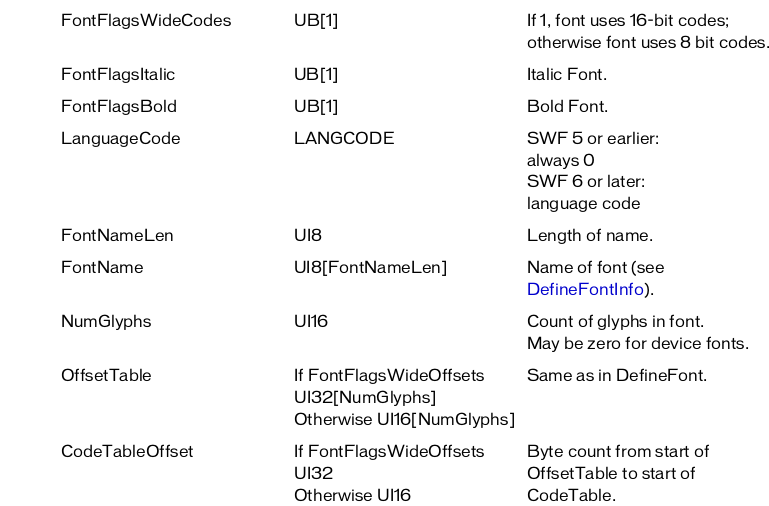 FontFlagsWideCodes UB[1] If 1, font uses 16-bit codes;
otherwise font uses 8 bit codes.
FontFlagsItalic UB[1] Italic Font.
FontFlagsBold UB[1] Bold Font.
LanguageCode LANGCODE SWF 5 or earlier:
always 0
SWF 6 or later:
language code
FontNameLen UI8 Length of name.
FontName UI8[FontNameLen] Name of font (see
DefineFontInfo).
NumGlyphs UI16 Count of glyphs in font.
May be zero for device fonts.
OffsetTable If FontFlagsWideOffsets Same as in DefineFont.
UI32[NumGlyphs]
Otherwise UI16[NumGlyphs]
CodeTableOffset If FontFlagsWideOffsets Byte count from start of
UI32 OffsetTable to start of
Otherwise UI16 CodeTable.